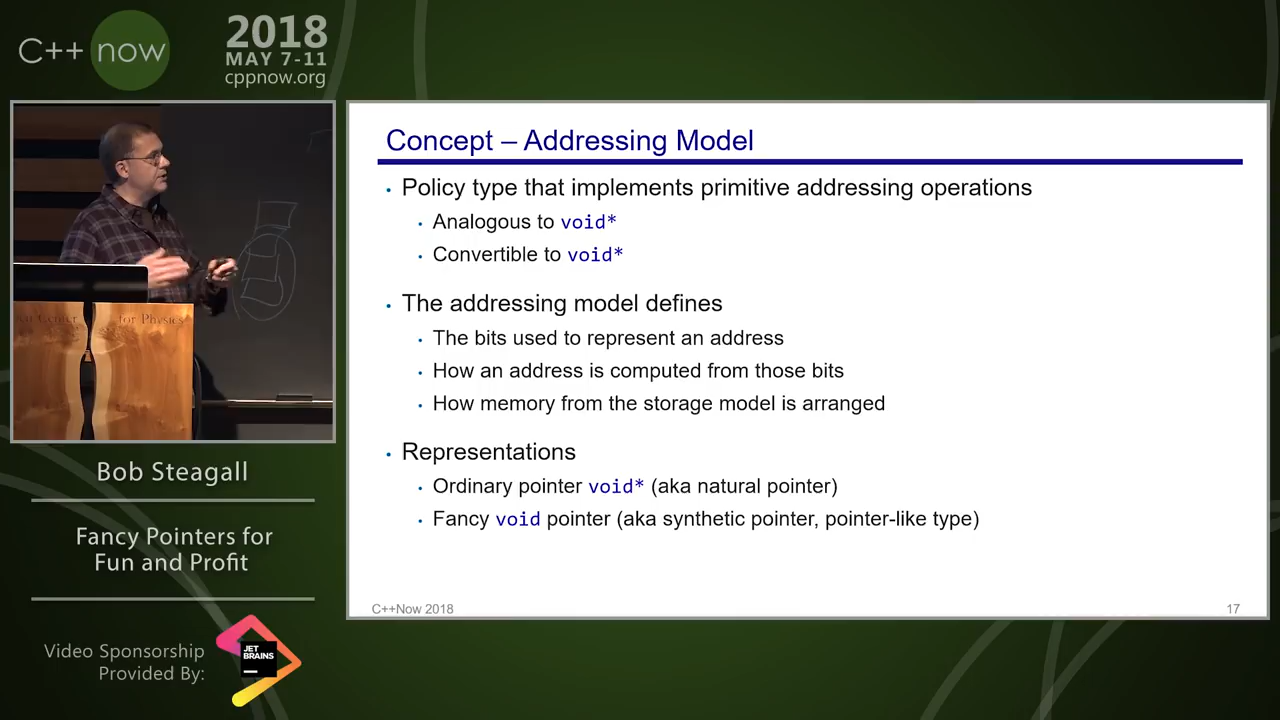 C++ now
2018
MAY 7-11
cppnow.org
Concept – Addressing Model
Policy type that implements primitive addressing operations
Analogous to void*
Convertible to void*
The addressing model defines
The bits used to represent an address
How an address is computed from those bits
How memory from the storage model is arranged
Representations
Ordinary pointer void* (aka natural pointer)
Fancy void pointer (aka synthetic pointer, pointer-like type)
C++Now 2018
17
Center for Physics
Bob Steagall
Fancy Pointers for
Fun and Profit
Video Sponsorship
Provided By:
JET
BRAINS